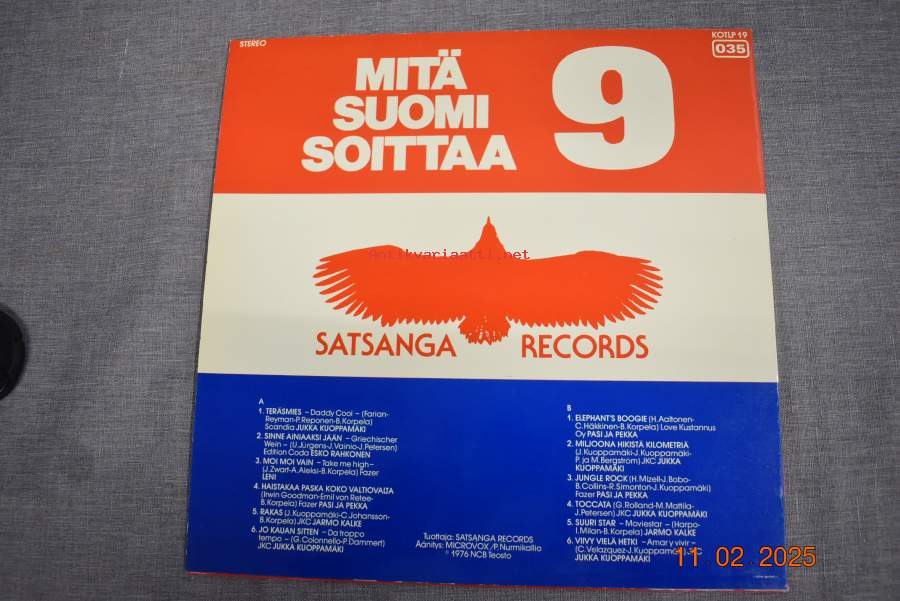 STEREO
KOTLP 19
035
MITÄ
SUOMI
SOITTAA
9
Antikvariaatti.net
SATSANGA RECORDS
A
1. TERÄSMIES – Daddy Cool – (Farian-
Reyman-P.Reponen-B.Korpela)
Scandia JUKKA KUOPPAMÄKI
2. SINNE AINIAAKSI JÄÄN – Griechischer
Wein – (U.Jürgens-J.Vainio-J.Petersen)
Edition Coda ESKO RAHKONEN
3. MOI MOI VAIN – Take me high –
(J.Zwart-A.Aleksi-B.Korpela) Fazer
LENI
4. HAISTAKAA PASKA KOKO VALTIOVALTA
(Irwin Goodman-Emil von Retee-
B.Korpela) Fazer PASI JA PEKKA
5. RAKAS (J.Kuoppamäki-C.Johansson-
B.Korpela) JKC JARMO KALKE
6. JO KAUAN SITTEN – Da troppo
tempo – (G.Colonnello-P.Dammert)
JKC JUKKA KUOPPAMÄKI
Tuottaja: SATSANGA RECORDS
Äänitys: MICROVOX/P.Nurmikallio
℗ 1976 NCB Teosto
B
1. ELEPHANT'S BOOGIE (H.Aaltonen-
C.Häkkinen-B.Korpela) Love Kustannus
Oy PASI JA PEKKA
2. MILJOONA HIKISTÄ KILOMETRIÄ
(J.Kuoppamäki-J.Kuoppamäki-
P. ja M.Bergström) JKC JUKKA
KUOPPAMÄKI
3. JUNGLE ROCK (H.Mizell-J.Bobo-
B.Collins-R.Simonton-J.Kuoppamäki)
Fazer PASI JA PEKKA
4. TOCCATA (G.Rolland-M.Mattila-
J.Petersen) JKC JUKKA KUOPPAMÄKI
5. SUURI STAR – Moviestar – (Harpo-
I.Milan-B.Korpela) JARMO KALKE
6. VIIVY VIELÄ HETKI – Amar y vivir –
(C.Velazquez-J.Kuoppamäki) JKC
JUKKA KUOPPAMÄKI
11 02 2025